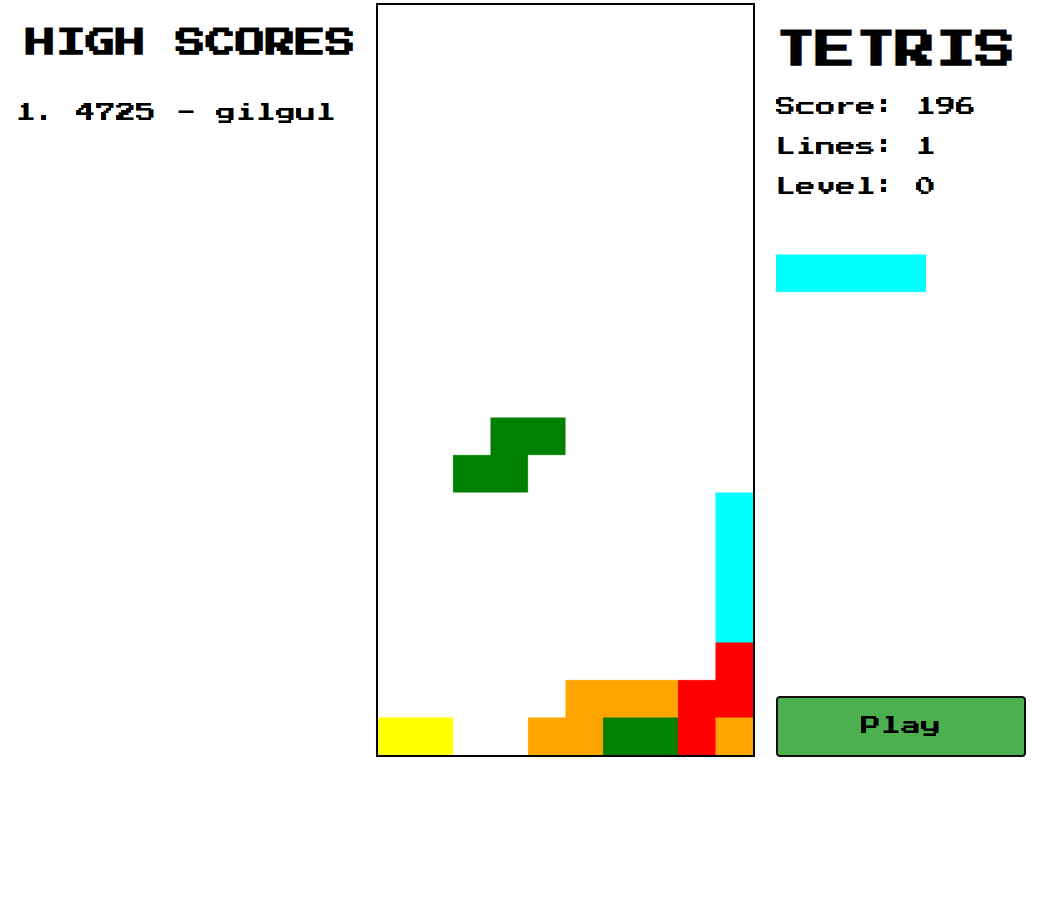 HIGH SCORES
1. 4725 - gilgul
TETRIS
Score: 196
Lines: 1
Level: 0
Play